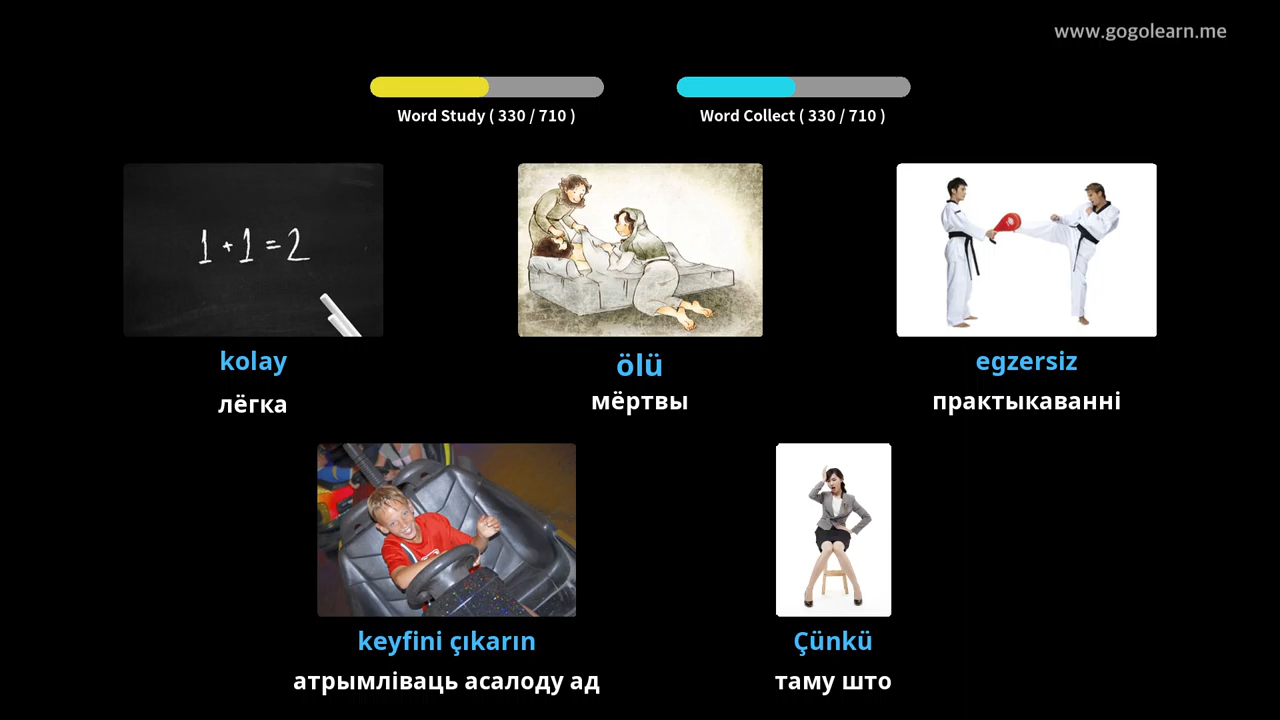 www.gogolearn.me
Word Study ( 330 / 710 )
Word Collect ( 330 / 710 )
1 + 1 = 2
kolay
лёгка
ölü
мёртвы
egzersiz
практыкаванні
keyfini çıkarın
атрымліваць асалоду ад
Çünkü
таму што